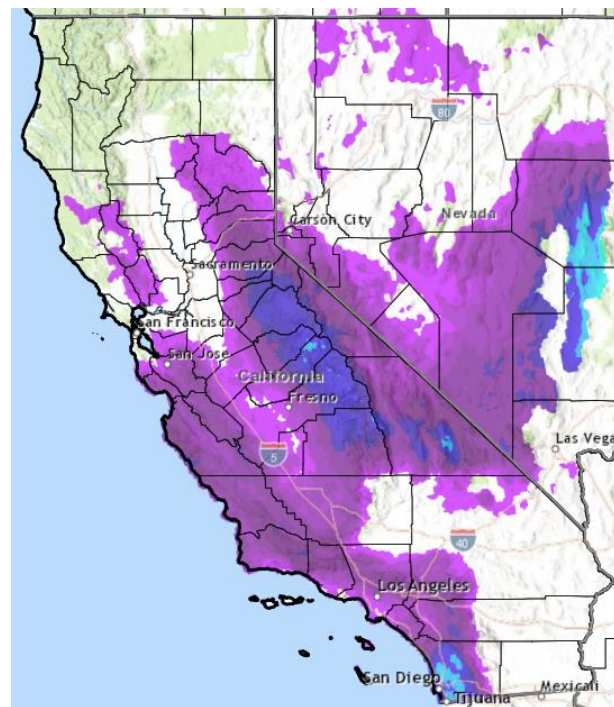 80
Carson City
Nevada
Sacramento
San Francisco
San Jose
California
Fresno
5
Las Vega
40
Los Angeles
San Diego
Tijuana
Mexicali